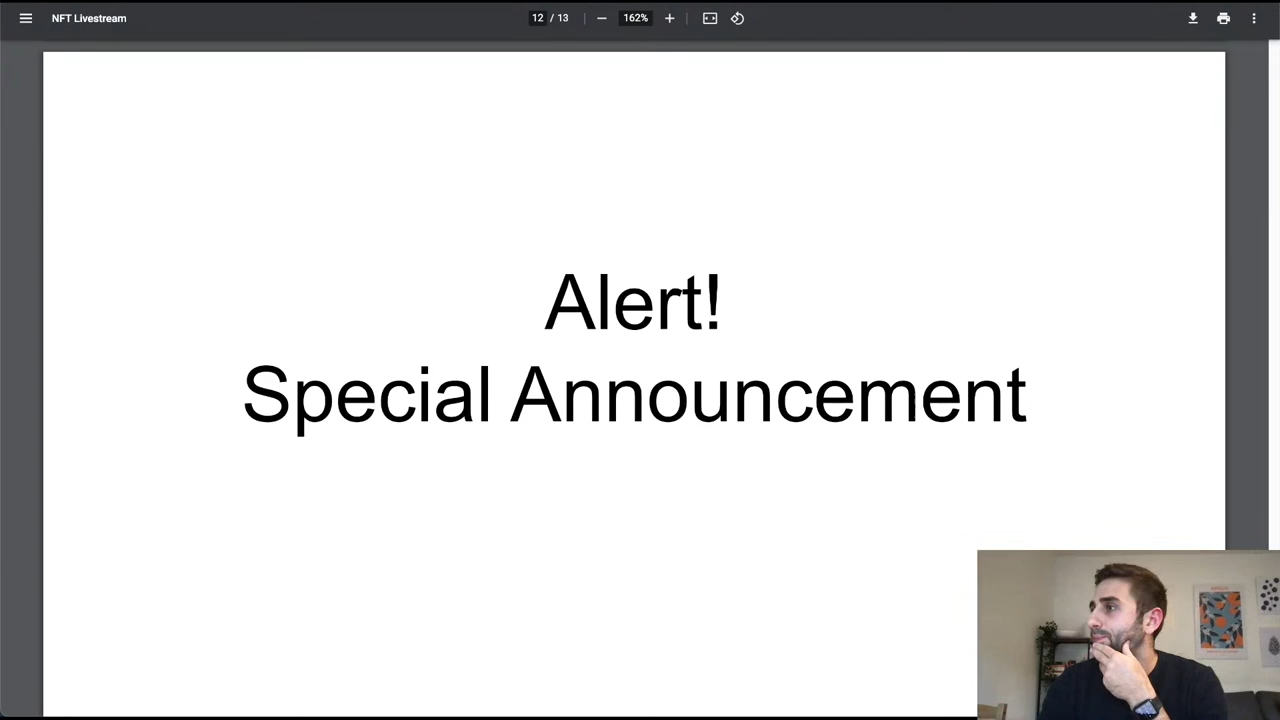 NFT Livestream
12 / 13
162%
Alert!
Special Announcement